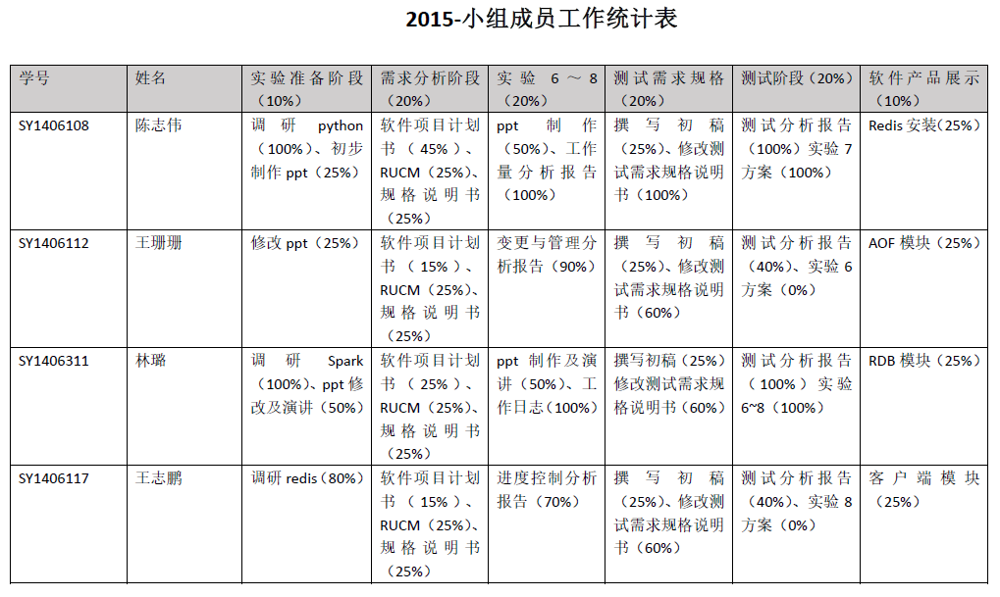 2015-小组成员工作统计表
学号
姓名
实验准备阶段
（10%）
需求分析阶段
（20%）
实验 6～8
（20%）
测试需求规格
（20%）
测试阶段（20%）
软件产品展示
（10%）
SY1406108
陈志伟
调研 python
（100%）、初步
制作 ppt（25%）
软件项目计划
书（45%）、
RUCM（25%）、
规格说明书
（25%）
ppt 制作
（50%）、工作
量分析报告
（100%）
撰写初稿
（25%）、修改测
试需求规格说明
书（100%）
测试分析报告
（100%）实验 7
方案（100%）
Redis 安装（25%）
SY1406112
王珊珊
修改 ppt（25%）
软件项目计划
书（15%）、
RUCM（25%）、
规格说明书
（25%）
变更与管理分
析报告（90%）
撰写初稿
（25%）、修改测
试需求规格说明
书（60%）
测试分析报告
（40%）、实验 6
方案（0%）
AOF 模块（25%）
SY1406311
林璐
调研 Spark
（100%）、ppt 修
改及演讲（50%）
软件项目计划
书（25%）、
RUCM（25%）、
规格说明书
（25%）
ppt 制作及演
讲（50%）、工
作日志（100%）
撰写初稿（25%）
修改测试需求规
格说明书（60%）
测试分析报告
（100%）实验
6~8（100%）
RDB 模块（25%）
SY1406117
王志鹏
调研 redis（80%）
软件项目计划
书（15%）、
RUCM（25%）、
规格说明书
（25%）
进度控制分析
报告（70%）
撰写初稿
（25%）、修改测
试需求规格说明
书（60%）
测试分析报告
（40%）、实验 8
方案（0%）
客户端模块
（25%）